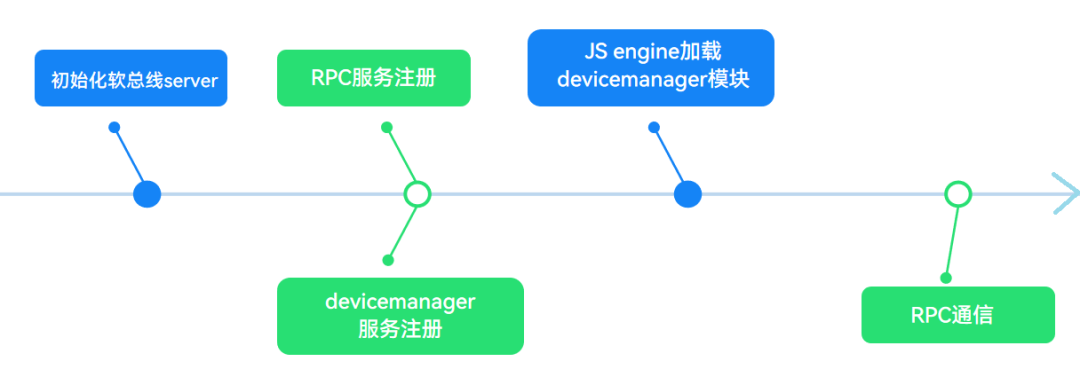 初始化软总线server
RPC服务注册
JS engine加载
devicemanager模块
devicemanager
服务注册
RPC通信